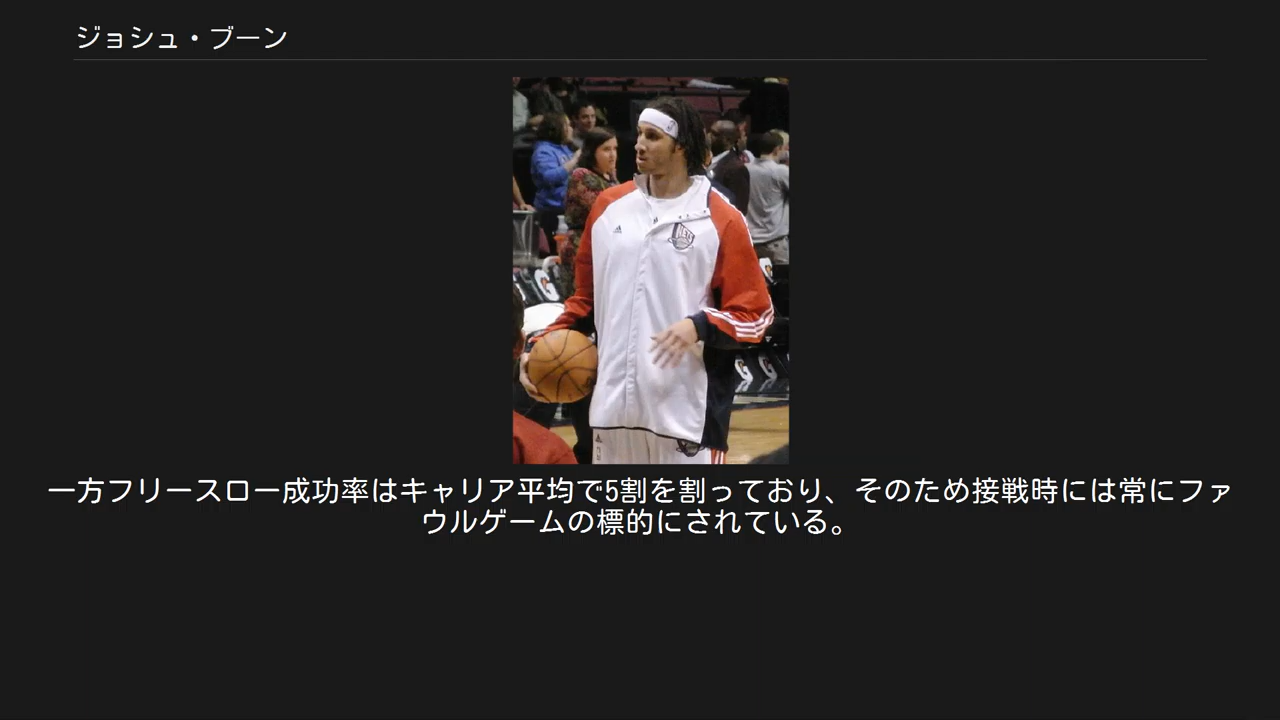 ジョシュ・ブーン
NETS
G
G
G
一方フリースロー成功率はキャリア平均で5割を割っており、そのため接戦時には常にファ
ウルゲームの標的にされている。